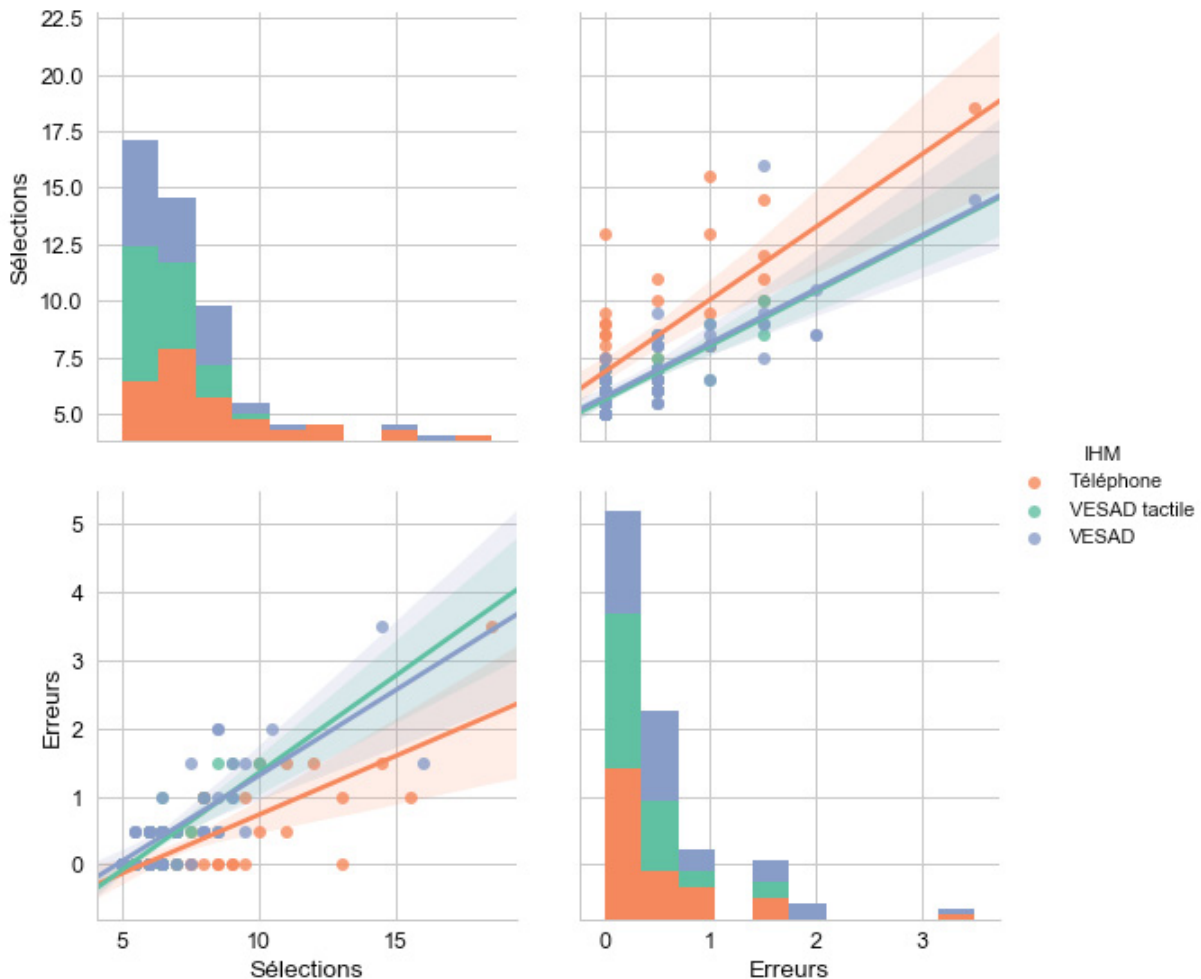 22.5
20.0
17.5
15.0
12.5
10.0
7.5
5.0
Sélections
IHM
Téléphone
VESAD tactile
VESAD
5
4
3
2
1
0
Erreurs
5 10 15
Sélections
0 1 2 3
Erreurs